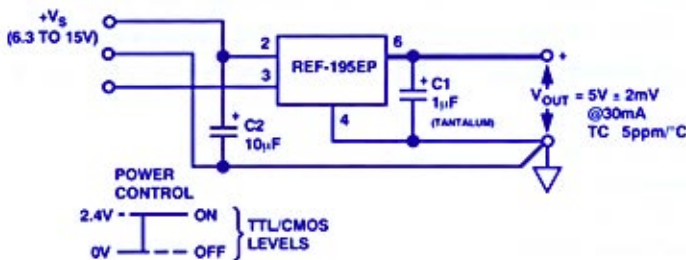 +VS
(6.3 TO 15V)
2
3
REF-195EP
6
4
+
C1
1µF
(TANTALUM)
+
C2
10µF
+
VOUT = 5V ± 2mV
@30mA
TC 5ppm/°C
POWER
CONTROL
2.4V
ON
0V
OFF
TTL/CMOS
LEVELS